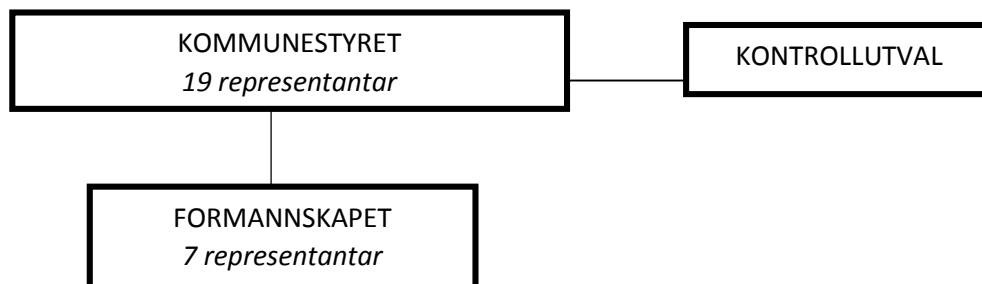 KOMMUNESTYRET
19 representantar
KONTROLLUTVAL
FORMANNSKAPET
7 representantar